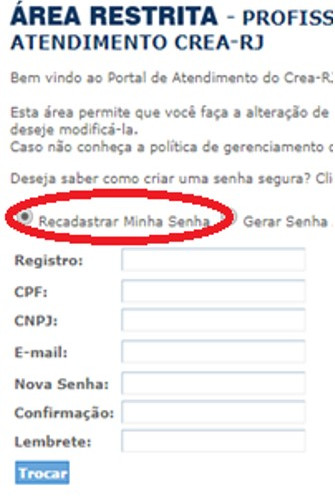 ÁREA RESTRITA - PROFISS
ATENDIMENTO CREA-RJ
Bem vindo ao Portal de Atendimento do Crea-RJ
Esta área permite que você faça a alteração de
deseje modificá-la.
Caso não conheça a política de gerenciamento
Deseja saber como criar uma senha segura? Cli
Recadastrar Minha Senha Gerar Senha
Registro:
CPF:
CNPJ:
E-mail:
Nova Senha:
Confirmação:
Lembrete:
Trocar